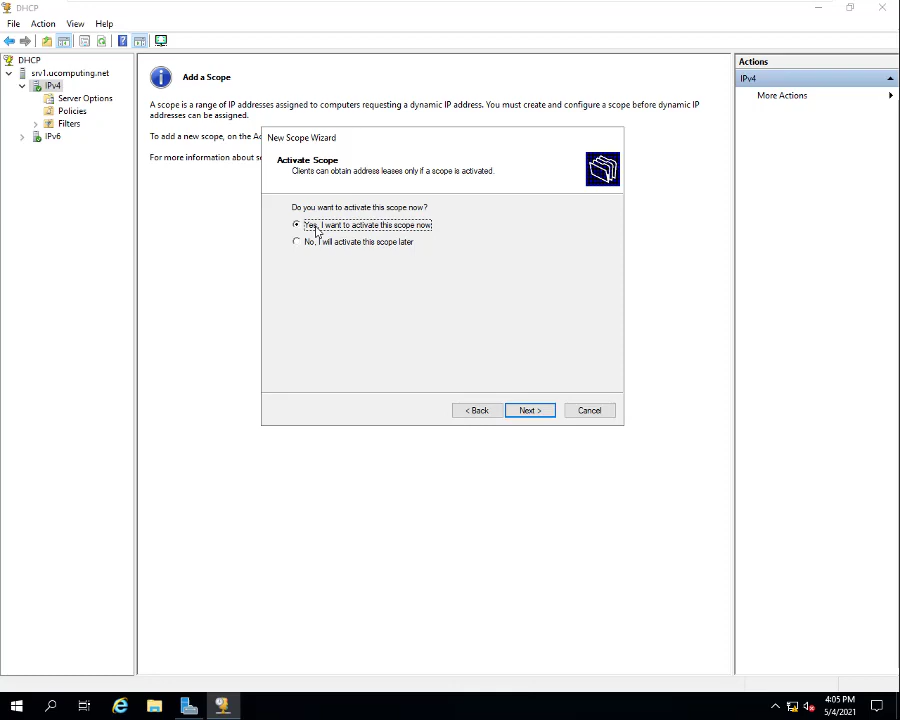 DHCP
File Action View Help
DHCP
srv1.ucomputing.net
IPv4
Server Options
Policies
Filters
IPv6
Add a Scope
A scope is a range of IP addresses assigned to computers requesting a dynamic IP address. You must create and configure a scope before dynamic IP
addresses can be assigned.
To add a new scope, on the Ac
For more information about s
New Scope Wizard
Activate Scope
Clients can obtain address leases only if a scope is activated.
Do you want to activate this scope now?
Yes, I want to activate this scope now
No, I will activate this scope later
< Back Next > Cancel
Actions
IPv4
More Actions
4:05 PM
5/4/2021